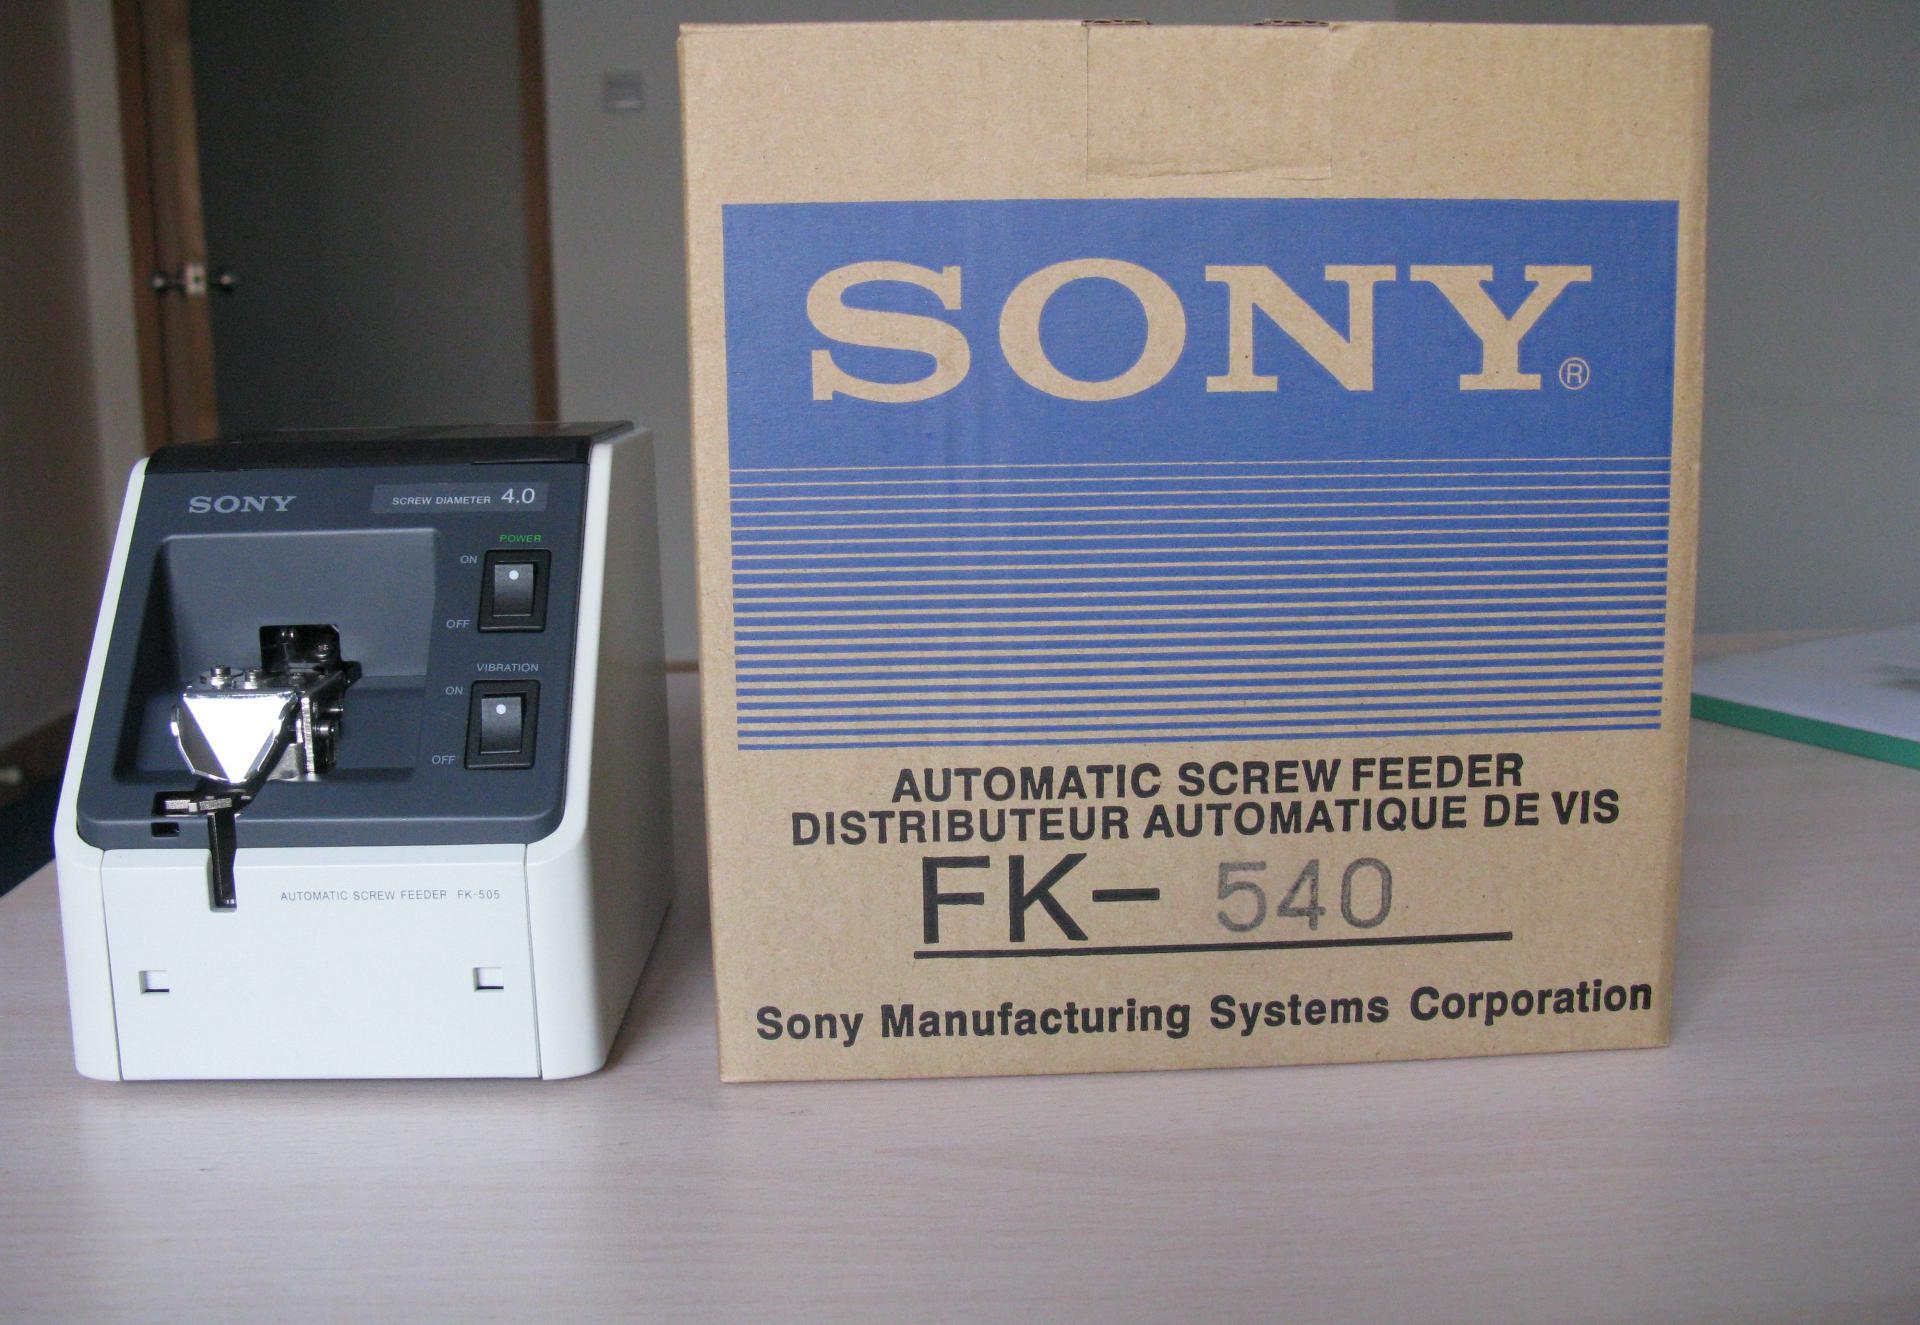 SONY
SCREW DIAMETER 4.0
POWER
ON
OFF
VIBRATION
ON
OFF
AUTOMATIC SCREW FEEDER FK-505
SONY®
AUTOMATIC SCREW FEEDER
DISTRIBUTEUR AUTOMATIQUE DE VIS
FK- 540
Sony Manufacturing Systems Corporation